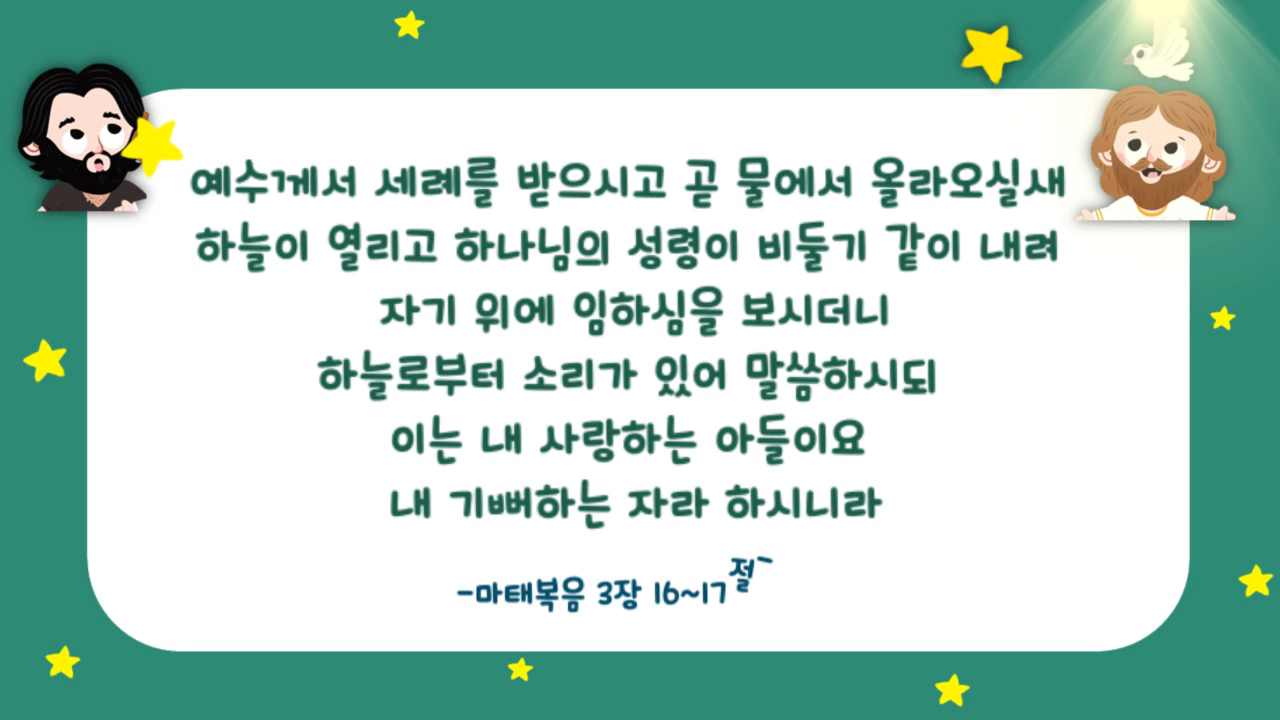 예수께서 세례를 받으시고 곧 물에서 올라오실새
하늘이 열리고 하나님의 성령이 비둘기 같이 내려
자기 위에 임하심을 보시더니
하늘로부터 소리가 있어 말씀하시되
이는 내 사랑하는 아들이요
내 기뻐하는 자라 하시니라
-마태복음 3장 16~17절-